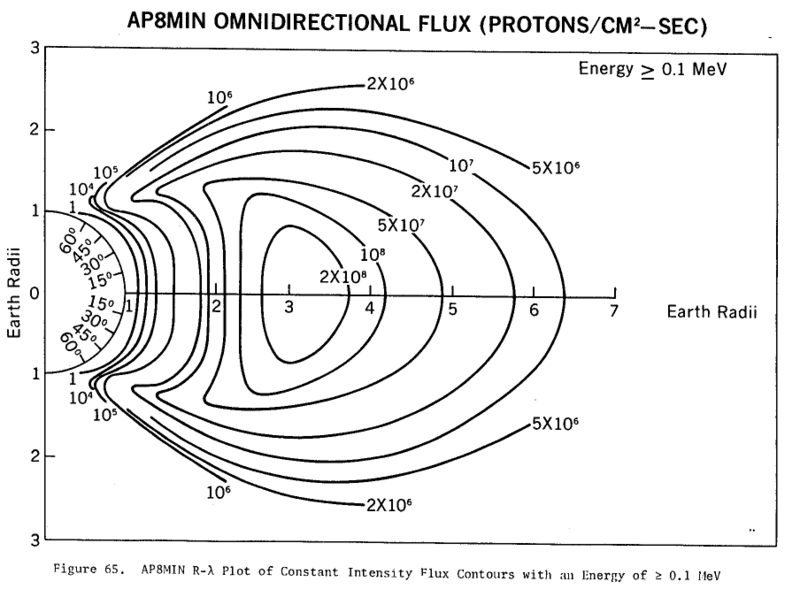 AP8MIN OMNIDIRECTIONAL FLUX (PROTONS/CM²—SEC)
3
Energy ≥ 0.1 MeV
2X10⁶
10⁶
2
5X10⁶
10⁷
10⁵
2X10⁷
10⁴
1
1
5X10⁷
60°
45°
10⁸
30°
2X10⁸
15°
Earth Radii
0
1
2
3
4
5
6
7
Earth Radii
15°
30°
45°
60°
1
1
10⁴
10⁵
5X10⁶
2
10⁶
2X10⁶
3
Figure 65. AP8MIN R-λ Plot of Constant Intensity Flux Contours with an Energy of ≥ 0.1 MeV